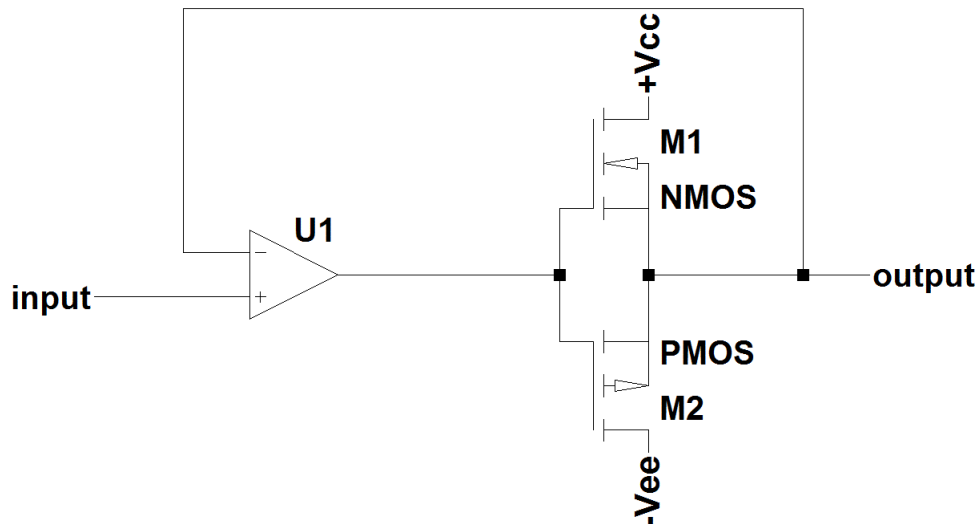 +Vcc
M1
NMOS
U1
−
+
input
output
PMOS
M2
-Vee